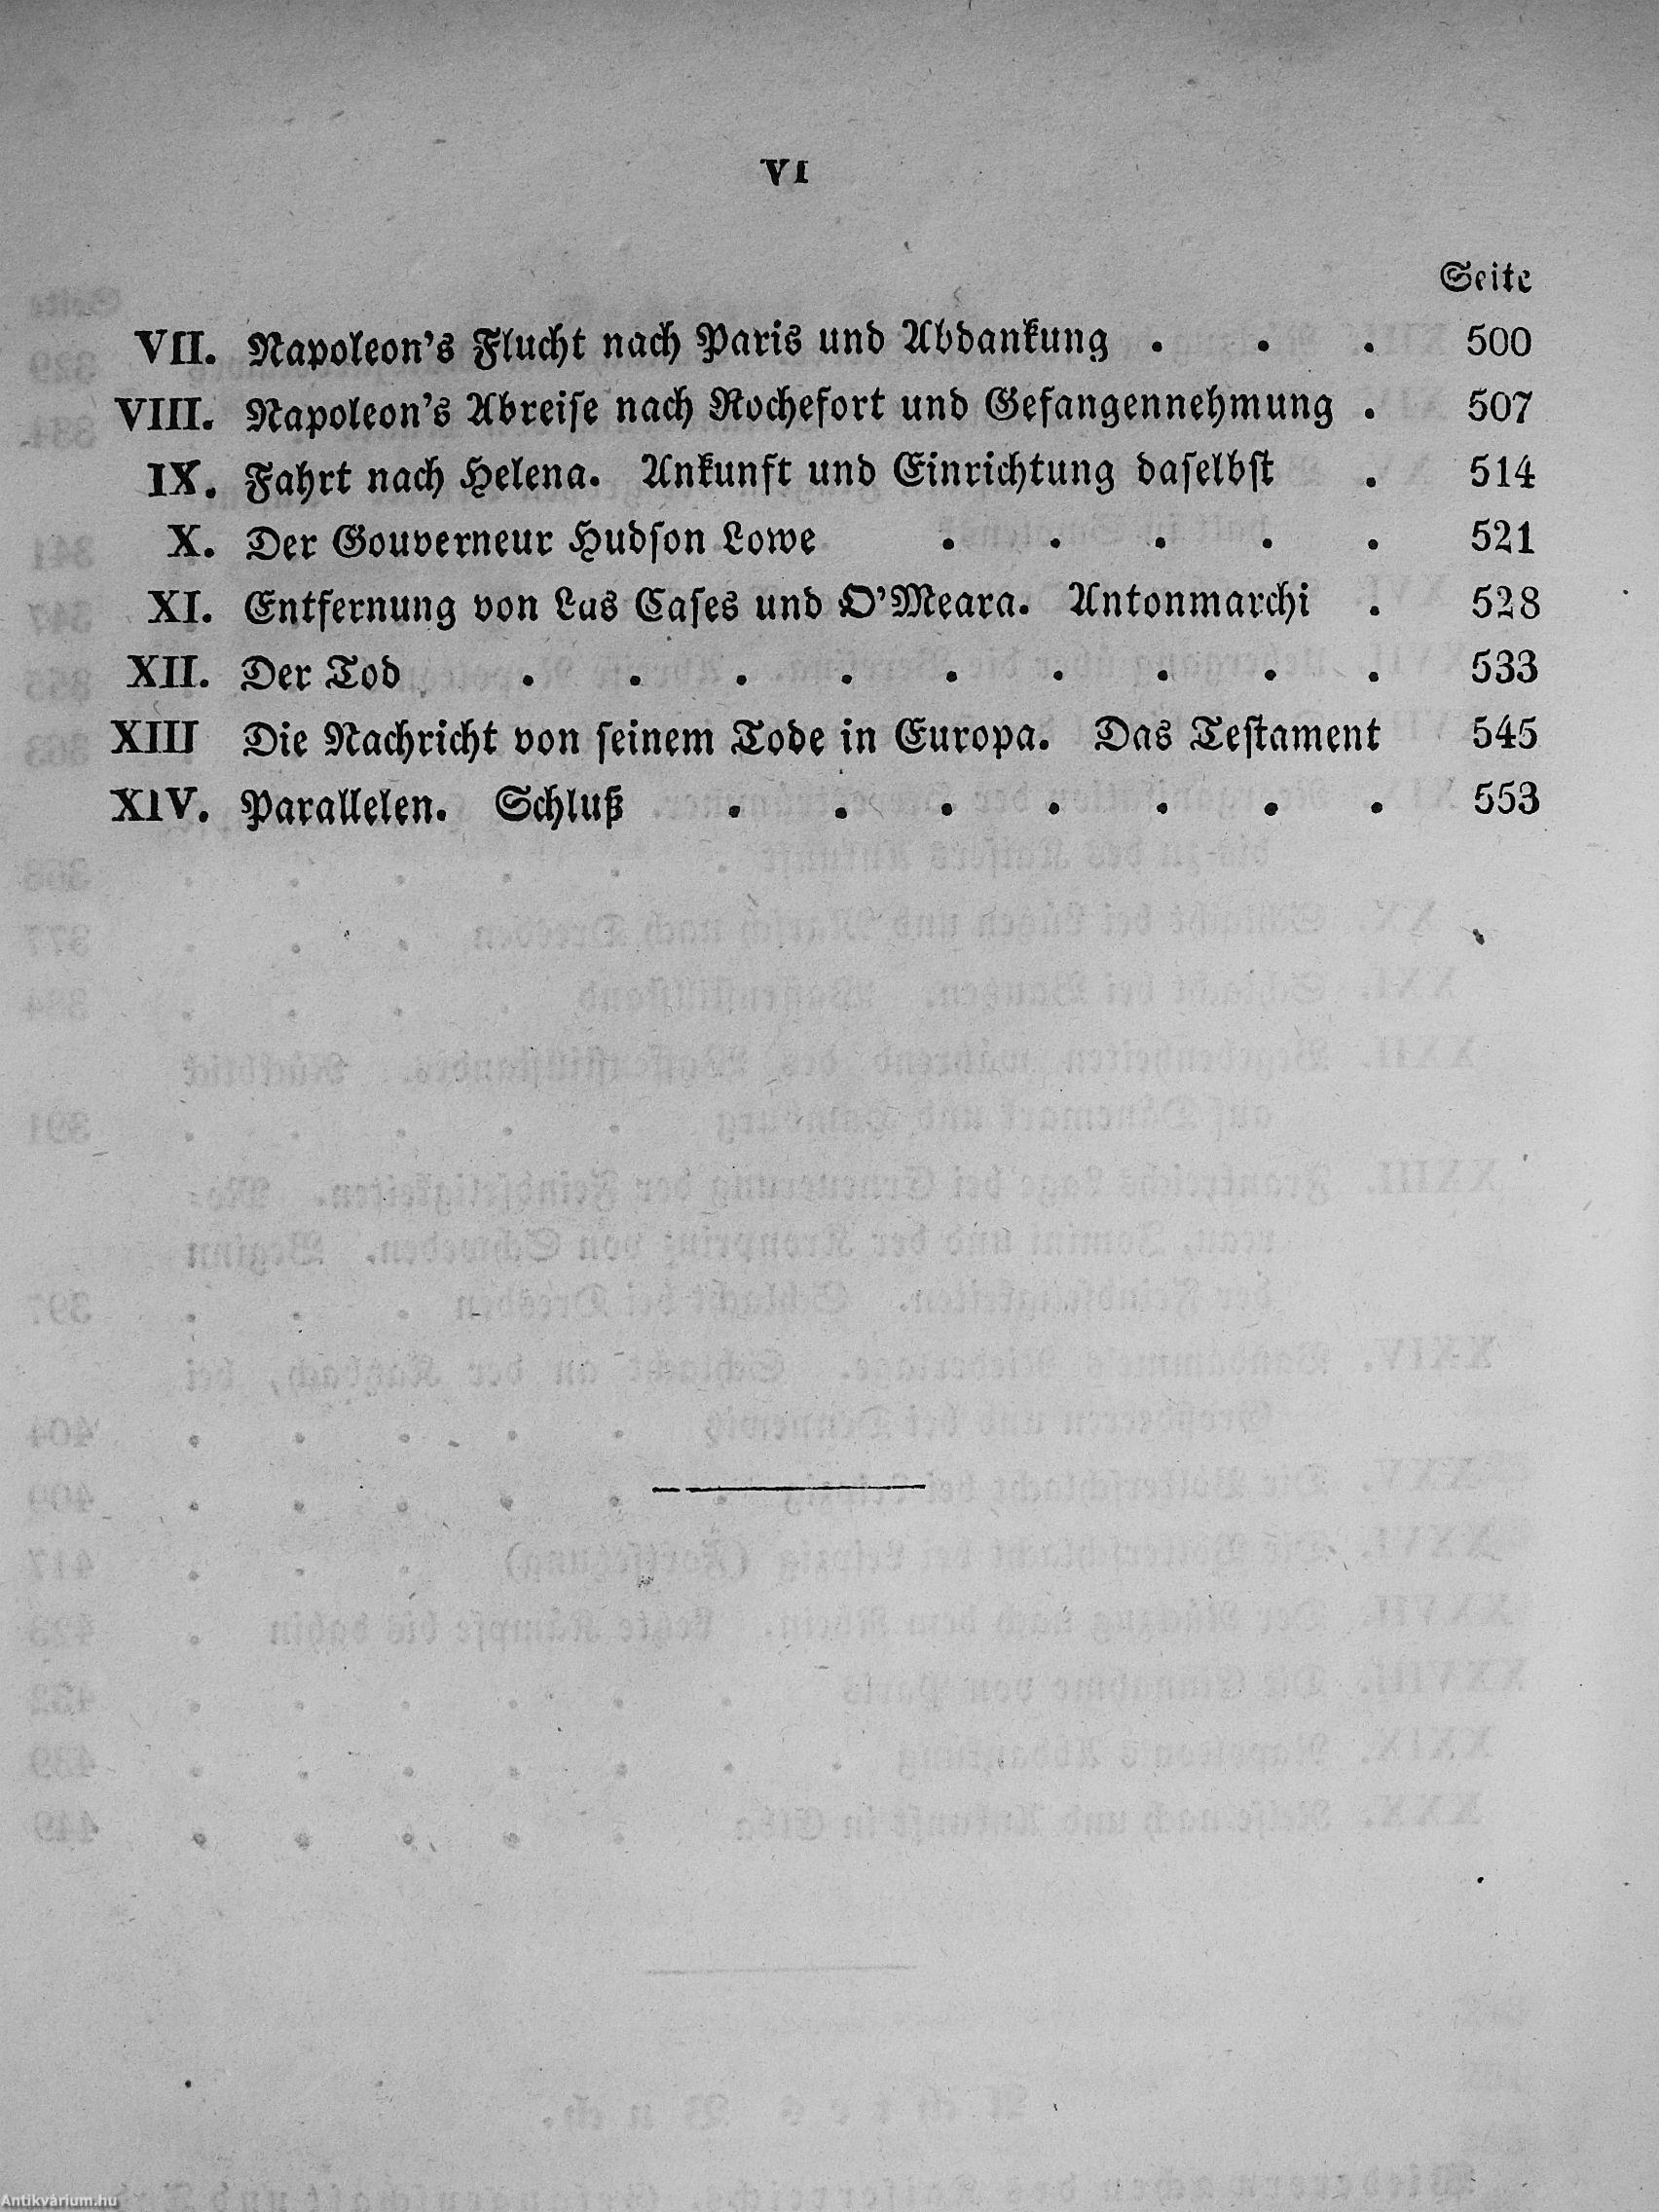 VI
Seite
VII. Napoleon's Flucht nach Paris und Abdankung . . . 500
VIII. Napoleon's Abreise nach Rochefort und Gefangennehmung . 507
IX. Fahrt nach Helena. Ankunft und Einrichtung daselbst . 514
X. Der Gouverneur Hudson Lowe . . . . . 521
XI. Entfernung von Las Cases und O'Meara. Antonmarchi . 528
XII. Der Tod . . . . . . . . . 533
XIII Die Nachricht von seinem Tode in Europa. Das Testament 545
XIV. Parallelen. Schluß . . . . . . . 553
Antikvárium.hu